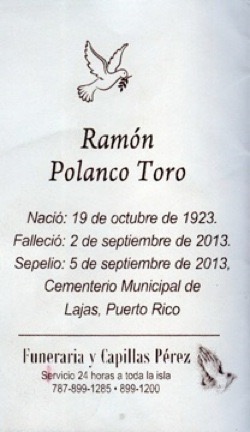 Ramón
Polanco Toro
Nació: 19 de octubre de 1923.
Falleció: 2 de septiembre de 2013.
Sepelio: 5 de septiembre de 2013,
Cementerio Municipal de
Lajas, Puerto Rico
Funeraria y Capillas Pérez
Servicio 24 horas a toda la isla
787-899-1285 • 899-1200